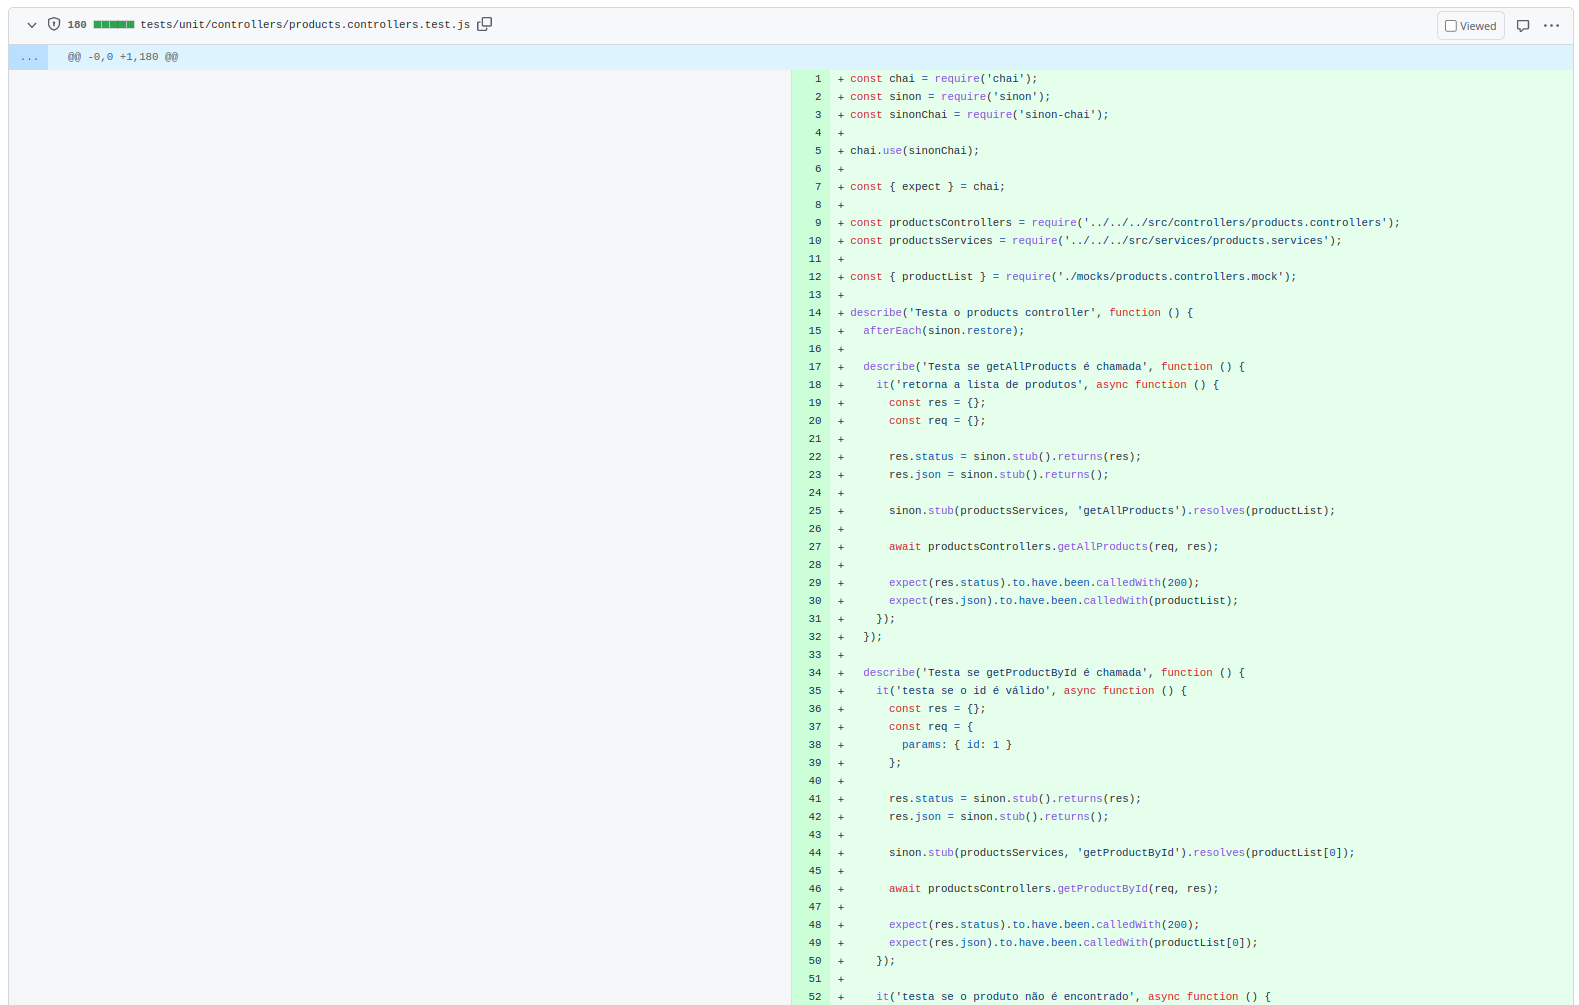 180 tests/unit/controllers/products.controllers.test.js Viewed
... @@ -0,0 +1,180 @@
1 + const chai = require('chai');
2 + const sinon = require('sinon');
3 + const sinonChai = require('sinon-chai');
4 +
5 + chai.use(sinonChai);
6 +
7 + const { expect } = chai;
8 +
9 + const productsControllers = require('../../../src/controllers/products.controllers');
10 + const productsServices = require('../../../src/services/products.services');
11 +
12 + const { productList } = require('./mocks/products.controllers.mock');
13 +
14 + describe('Testa o products controller', function () {
15 +   afterEach(sinon.restore);
16 +
17 +   describe('Testa se getAllProducts é chamada', function () {
18 +     it('retorna a lista de produtos', async function () {
19 +       const res = {};
20 +       const req = {};
21 +
22 +       res.status = sinon.stub().returns(res);
23 +       res.json = sinon.stub().returns();
24 +
25 +       sinon.stub(productsServices, 'getAllProducts').resolves(productList);
26 +
27 +       await productsControllers.getAllProducts(req, res);
28 +
29 +       expect(res.status).to.have.been.calledWith(200);
30 +       expect(res.json).to.have.been.calledWith(productList);
31 +     });
32 +   });
33 +
34 +   describe('Testa se getProductById é chamada', function () {
35 +     it('testa se o id é válido', async function () {
36 +       const res = {};
37 +       const req = {
38 +         params: { id: 1 }
39 +       };
40 +
41 +       res.status = sinon.stub().returns(res);
42 +       res.json = sinon.stub().returns();
43 +
44 +       sinon.stub(productsServices, 'getProductById').resolves(productList[0]);
45 +
46 +       await productsControllers.getProductById(req, res);
47 +
48 +       expect(res.status).to.have.been.calledWith(200);
49 +       expect(res.json).to.have.been.calledWith(productList[0]);
50 +     });
51 +
52 +     it('testa se o produto não é encontrado', async function () {